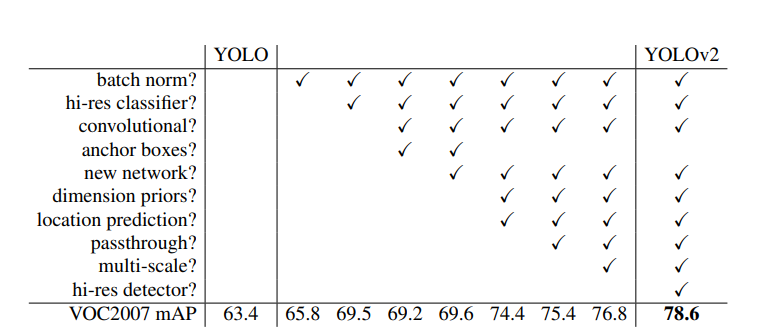 YOLO YOLOv2
batch norm? ✓ ✓ ✓ ✓ ✓ ✓ ✓ ✓
hi-res classifier? ✓ ✓ ✓ ✓ ✓ ✓ ✓
convolutional? ✓ ✓ ✓ ✓ ✓ ✓
anchor boxes? ✓ ✓
new network? ✓ ✓ ✓ ✓ ✓
dimension priors? ✓ ✓ ✓ ✓
location prediction? ✓ ✓ ✓ ✓
passthrough? ✓ ✓ ✓
multi-scale? ✓ ✓
hi-res detector? ✓
VOC2007 mAP 63.4 65.8 69.5 69.2 69.6 74.4 75.4 76.8 78.6